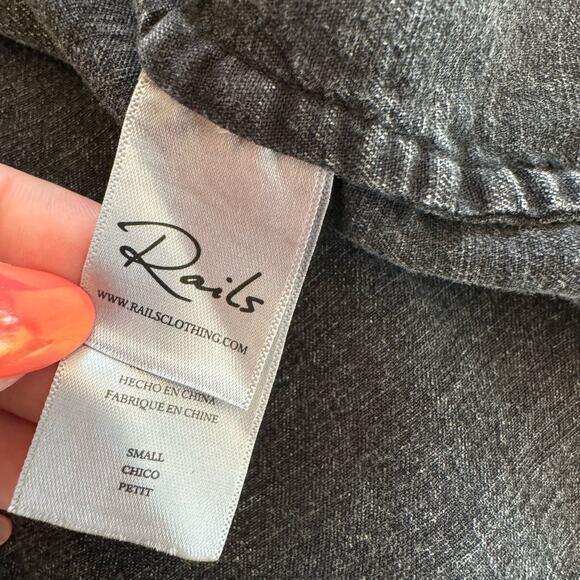 Rails
WWW.RAILSCLOTHING.COM
HECHO EN CHINA
FABRIQUE EN CHINE
SMALL
CHICO
PETIT